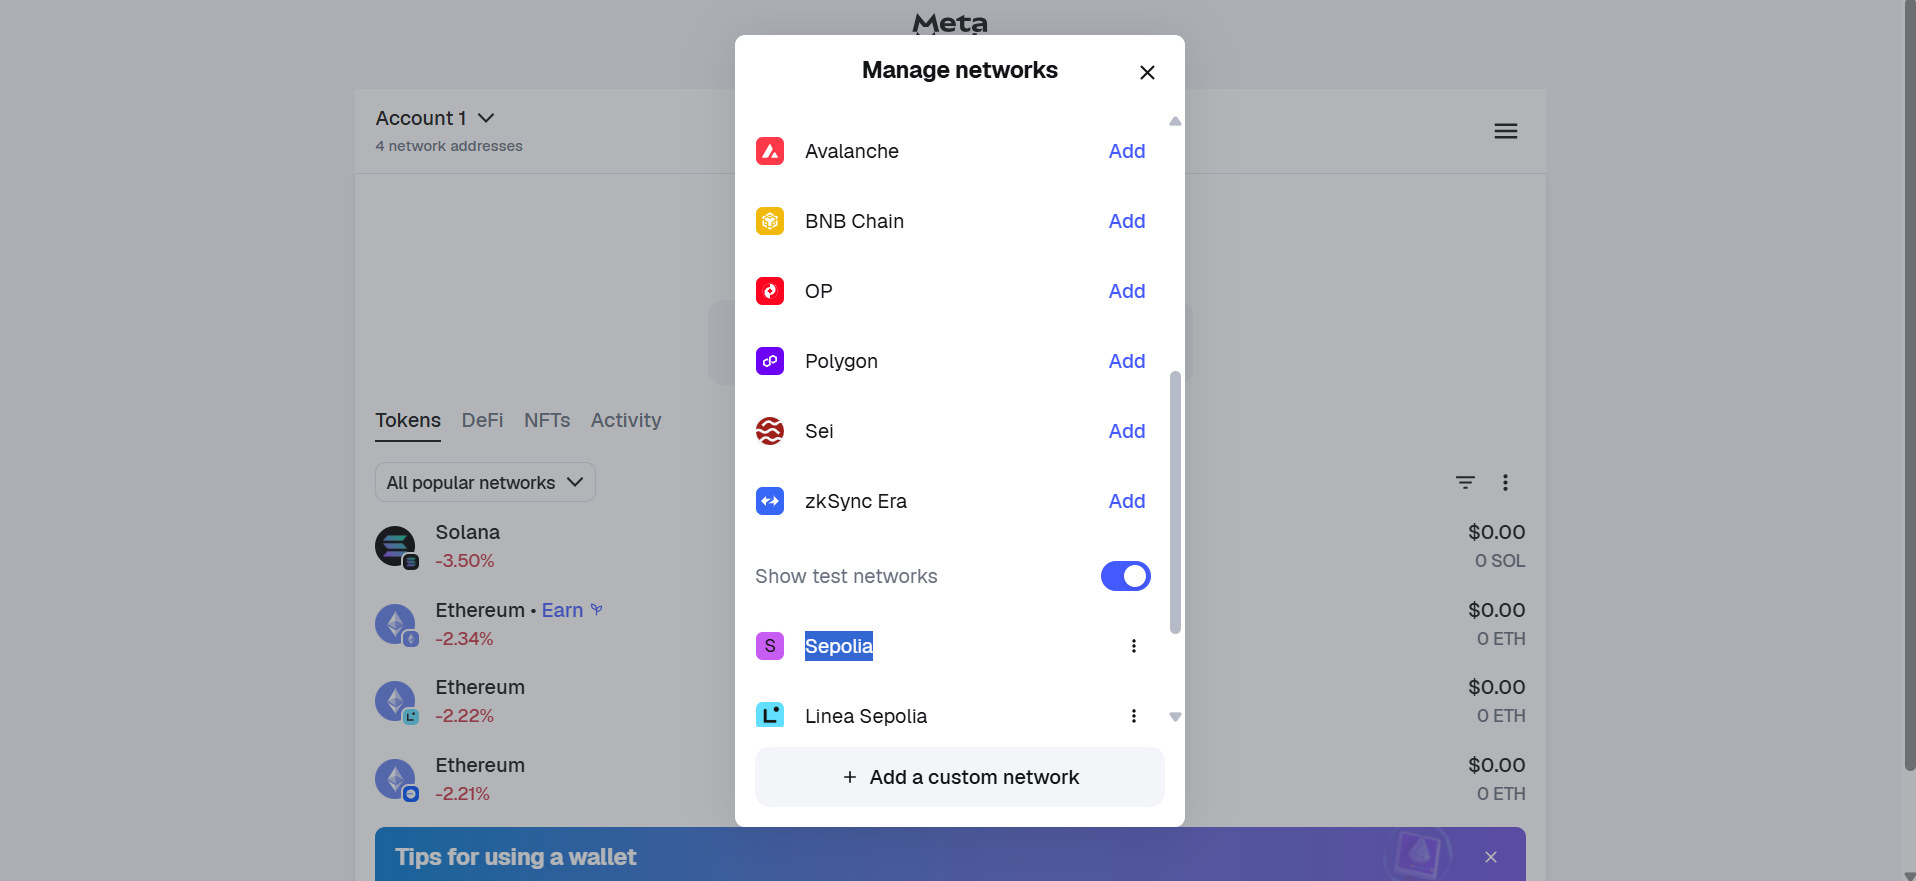 Meta
Manage networks
Account 1
4 network addresses
Avalanche Add
BNB Chain Add
OP Add
Polygon Add
Sei Add
zkSync Era Add
Show test networks
S Sepolia
Linea Sepolia
+ Add a custom network
Tokens DeFi NFTs Activity
All popular networks
Solana $0.00
-3.50% 0 SOL
Ethereum • Earn $0.00
-2.34% 0 ETH
Ethereum $0.00
-2.22% 0 ETH
Ethereum $0.00
-2.21% 0 ETH
Tips for using a wallet